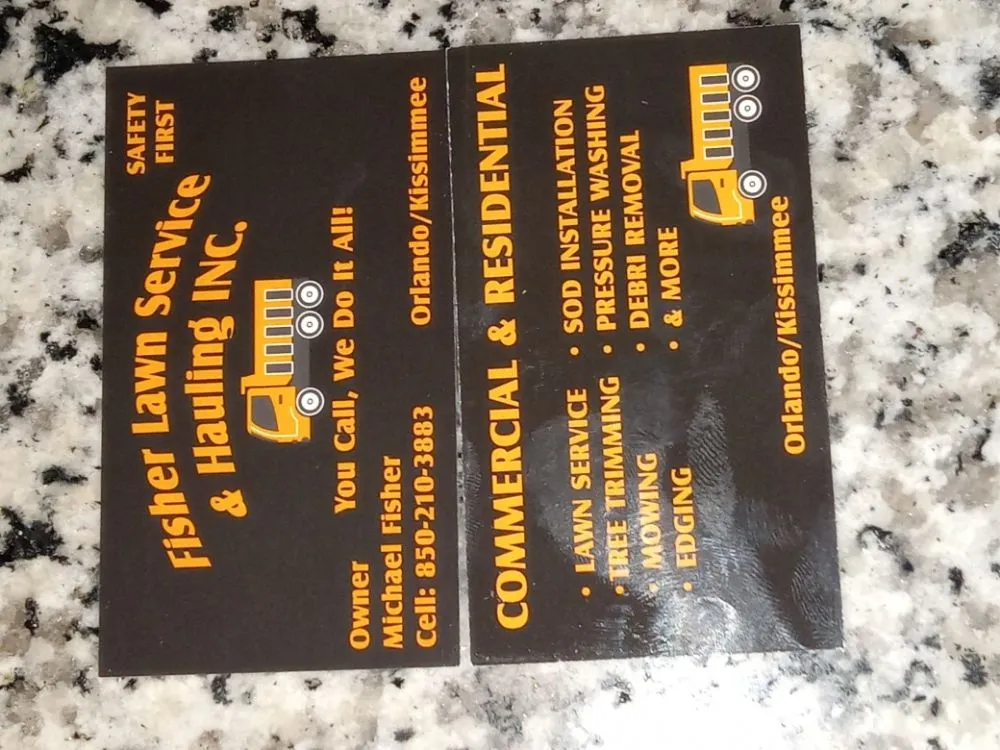 SAFETY
FIRST
Fisher Lawn Service
& Hauling INC.
You Call, We Do It All!
Owner
Michael Fisher
Cell: 850-210-3883
Orlando/Kissimmee
COMMERCIAL & RESIDENTIAL
• LAWN SERVICE
• TREE TRIMMING
• MOWING
• EDGING
• SOD INSTALLATION
• PRESSURE WASHING
• DEBRI REMOVAL
• & MORE
Orlando/Kissimmee